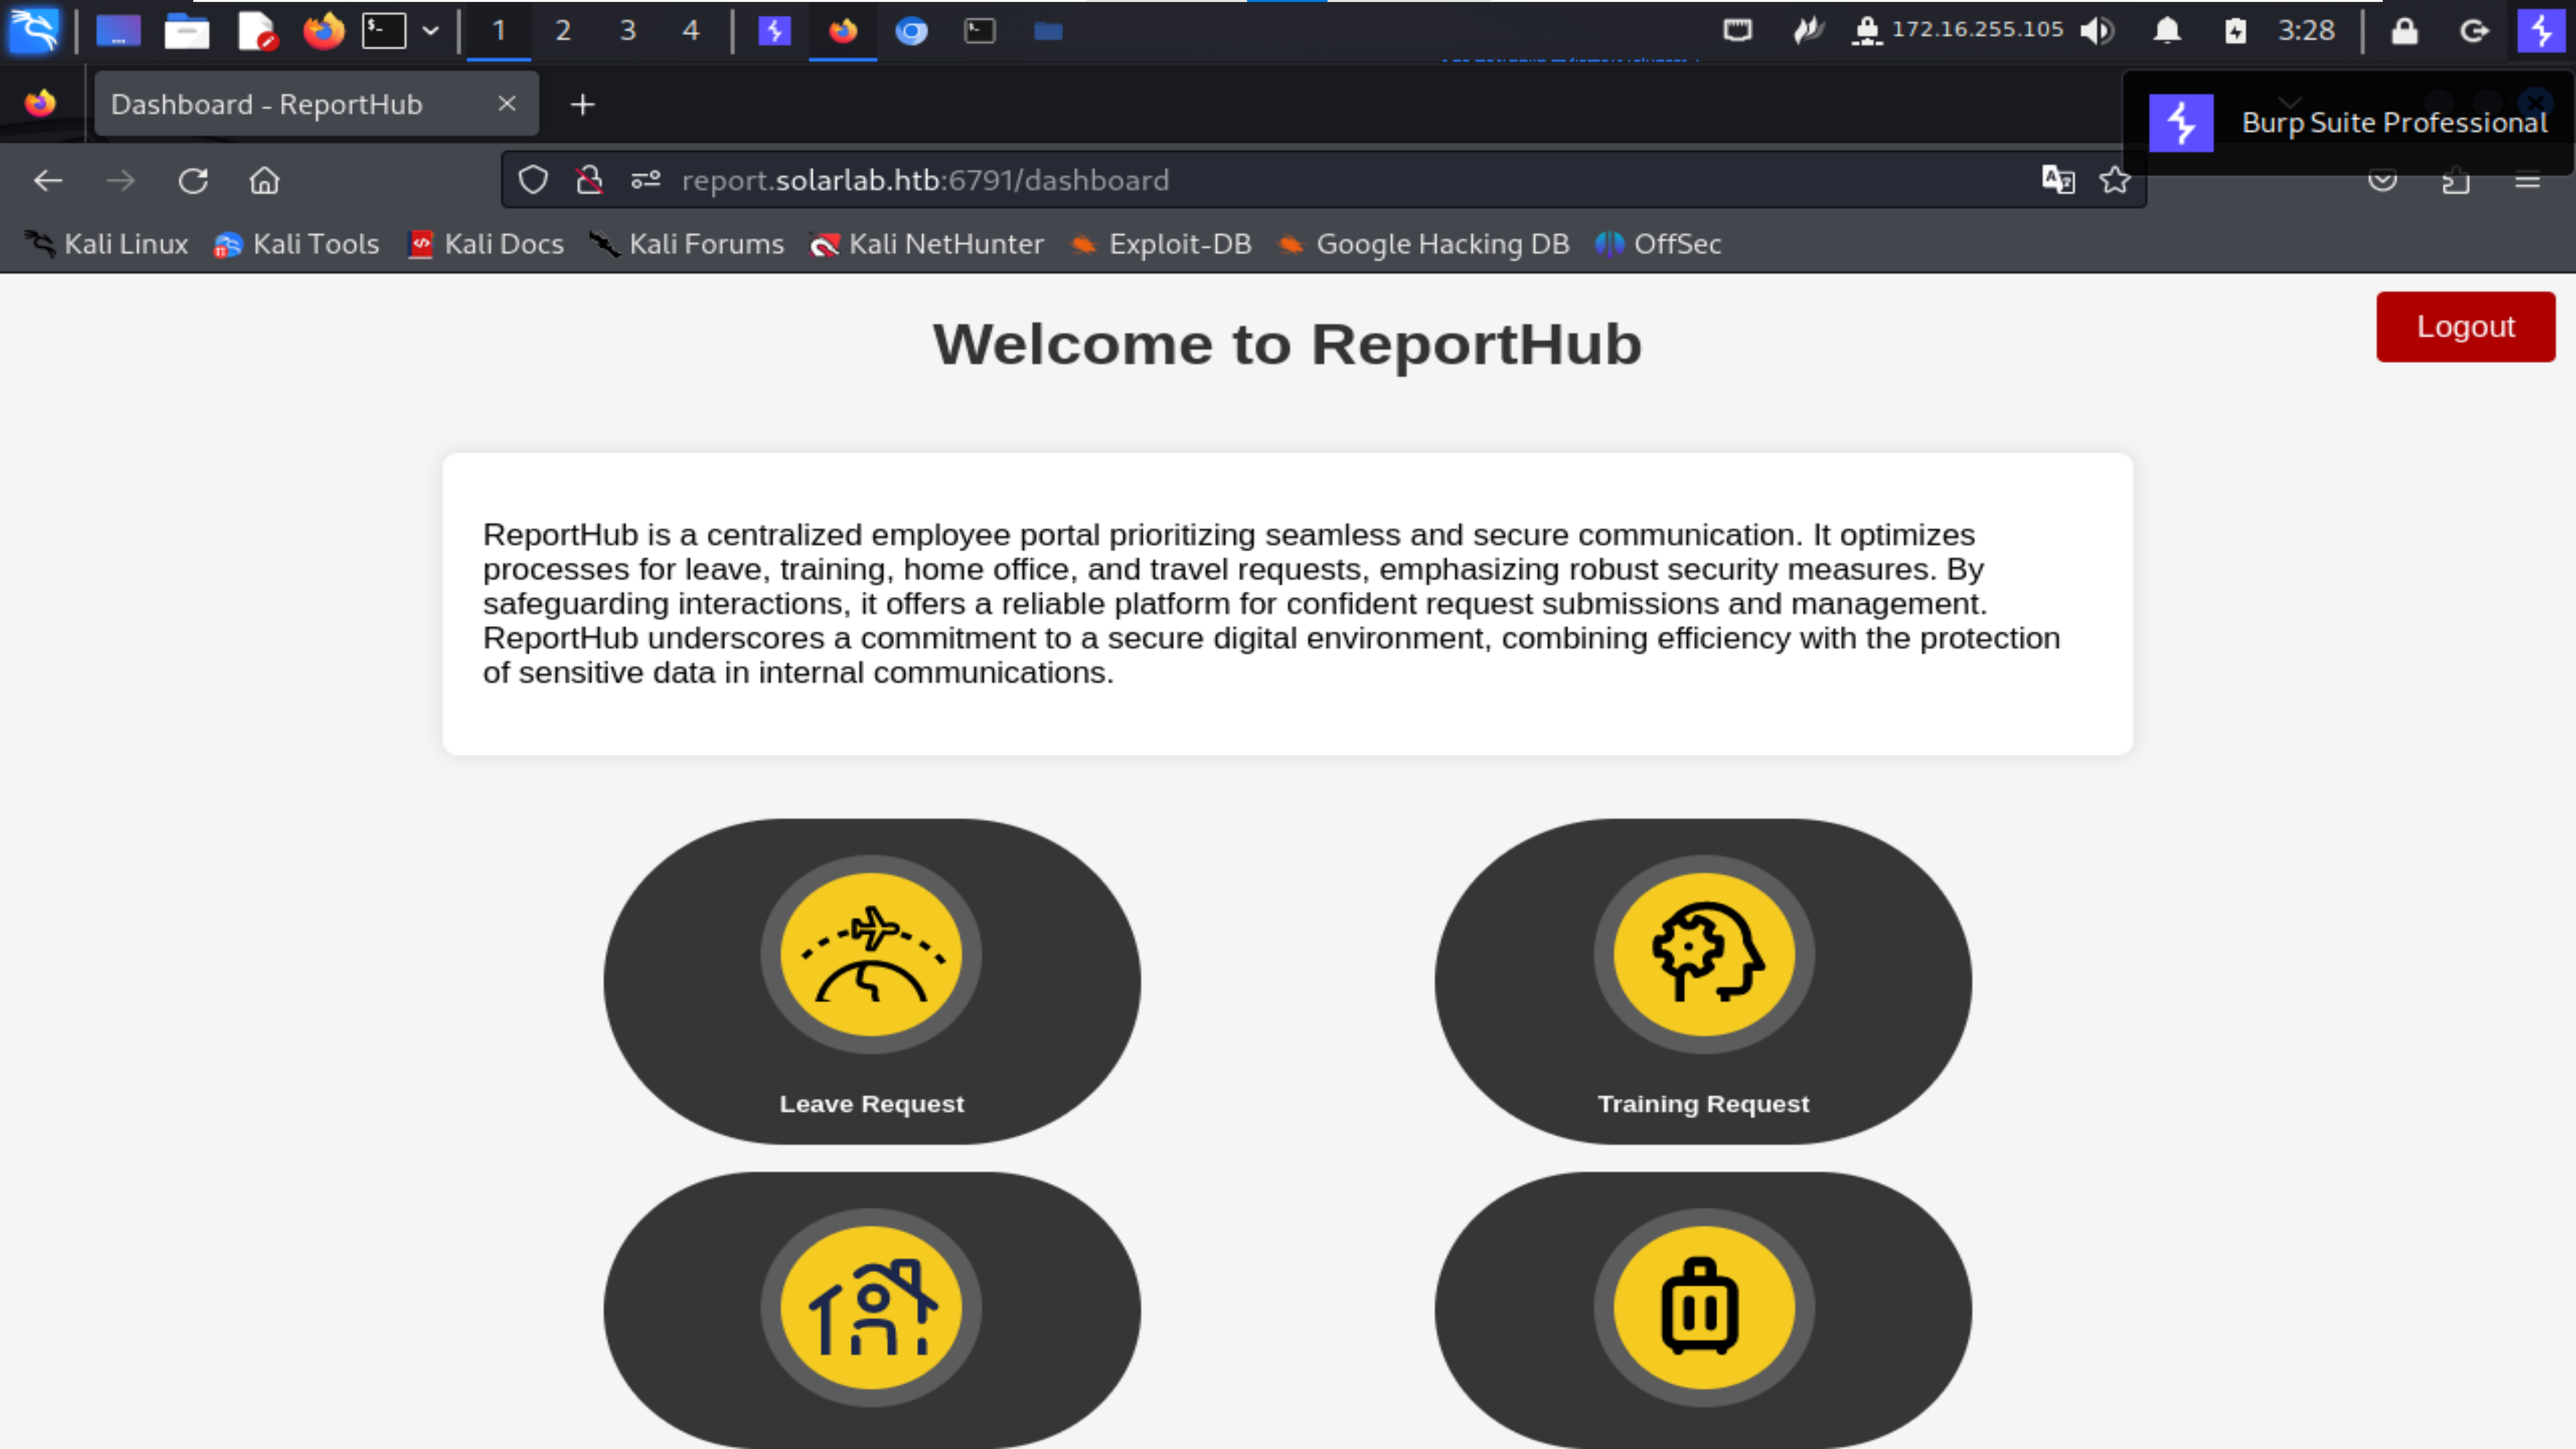 1 2 3 4 172.16.255.105 3:28
Dashboard - ReportHub
Burp Suite Professional
report.solarlab.htb:6791/dashboard
Kali Linux Kali Tools Kali Docs Kali Forums Kali NetHunter Exploit-DB Google Hacking DB OffSec
Logout
Welcome to ReportHub
ReportHub is a centralized employee portal prioritizing seamless and secure communication. It optimizes
processes for leave, training, home office, and travel requests, emphasizing robust security measures. By
safeguarding interactions, it offers a reliable platform for confident request submissions and management.
ReportHub underscores a commitment to a secure digital environment, combining efficiency with the protection
of sensitive data in internal communications.
Leave Request
Training Request